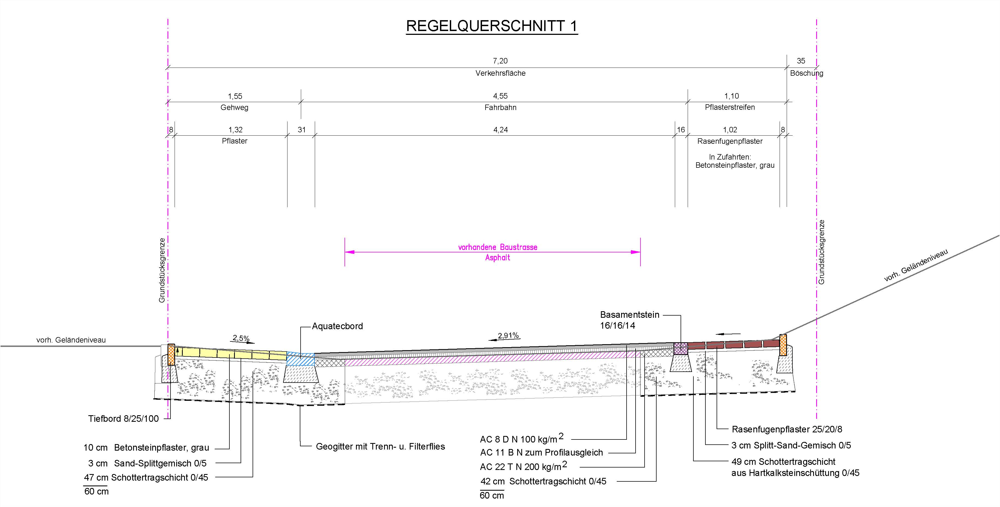 REGELQUERSCHNITT 1
7,20
35
Verkehrsfläche
Böschung
1,55
4,55
1,10
Gehweg
Fahrbahn
Pflasterstreifen
8
1,32
31
4,24
16
1,02
8
Pflaster
Rasenfugenpflaster
In Zufahrten:
Betonsteinpflaster, grau
Grundstücksgrenze
vorhandene Baustrasse
Asphalt
Grundstücksgrenze
vorh. Geländeniveau
Basamentstein
16/16/14
Aquatecbord
vorh. Geländeniveau
2,5%
2,91%
Tiefbord 8/25/100
10 cm Betonsteinpflaster, grau
3 cm Sand-Splittgemisch 0/5
47 cm Schottertragschicht 0/45
60 cm
Geogitter mit Trenn- u. Filterflies
AC 8 D N 100 kg/m²
AC 11 B N zum Profilausgleich
AC 22 T N 200 kg/m²
42 cm Schottertragschicht 0/45
60 cm
Rasenfugenpflaster 25/20/8
3 cm Splitt-Sand-Gemisch 0/5
49 cm Schottertragschicht
aus Hartkalksteinschüttung 0/45